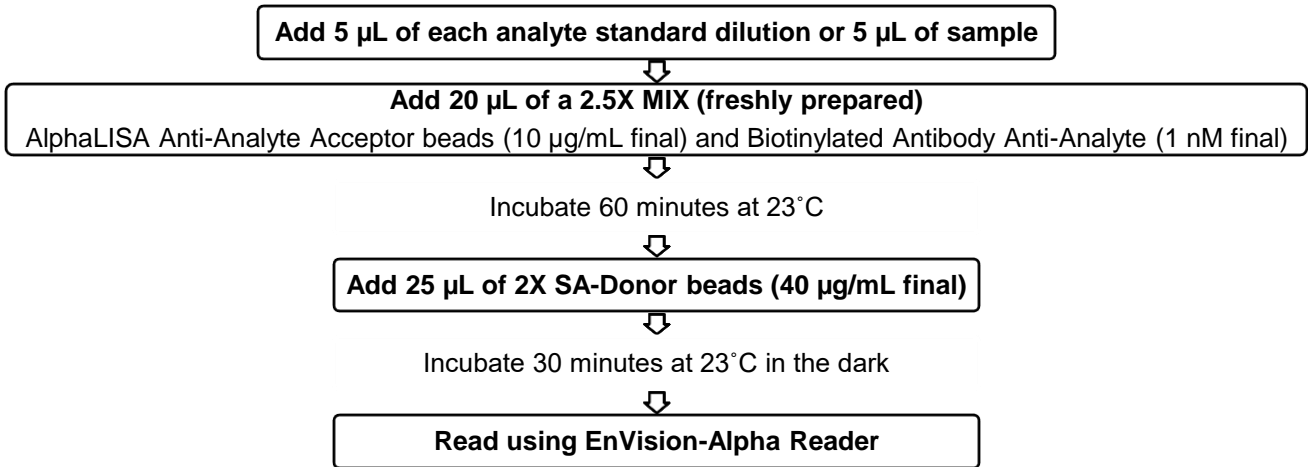 Add 5 µL of each analyte standard dilution or 5 µL of sample
Add 20 µL of a 2.5X MIX (freshly prepared)
AlphaLISA Anti-Analyte Acceptor beads (10 µg/mL final) and Biotinylated Antibody Anti-Analyte (1 nM final)
Incubate 60 minutes at 23˚C
Add 25 µL of 2X SA-Donor beads (40 µg/mL final)
Incubate 30 minutes at 23˚C in the dark
Read using EnVision-Alpha Reader